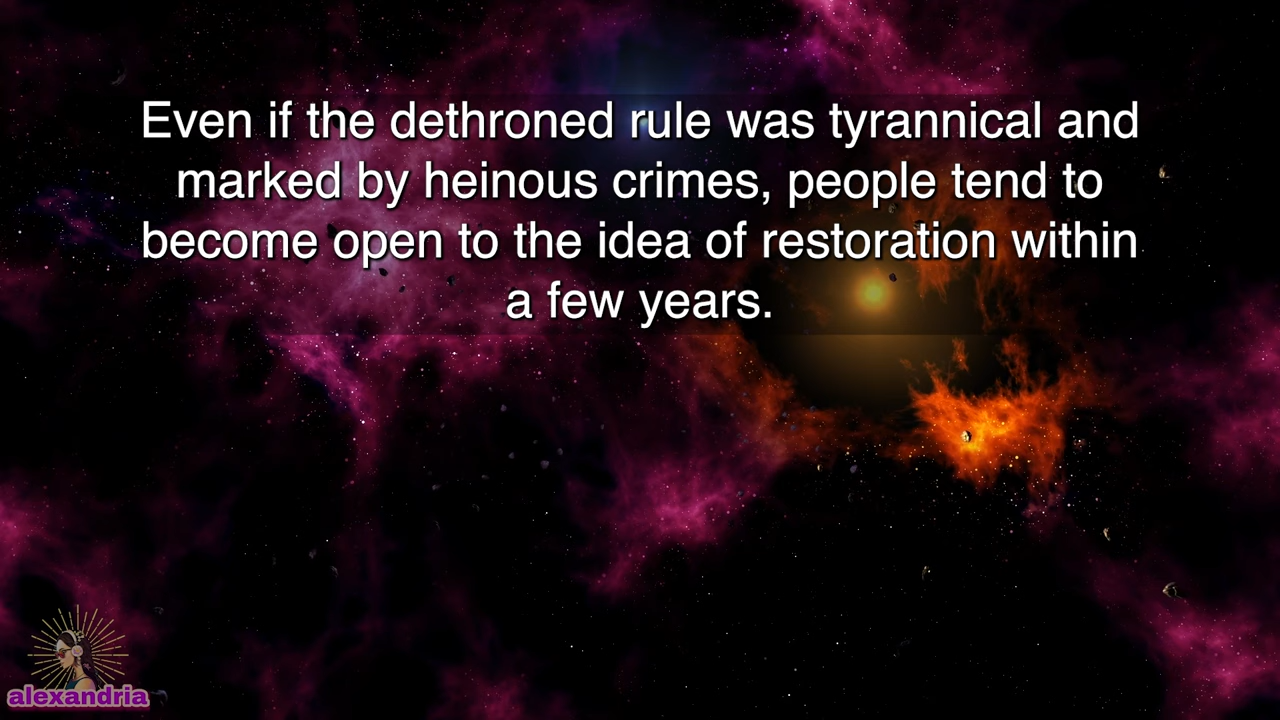 Even if the dethroned rule was tyrannical and
marked by heinous crimes, people tend to
become open to the idea of restoration within
a few years.
alexandria